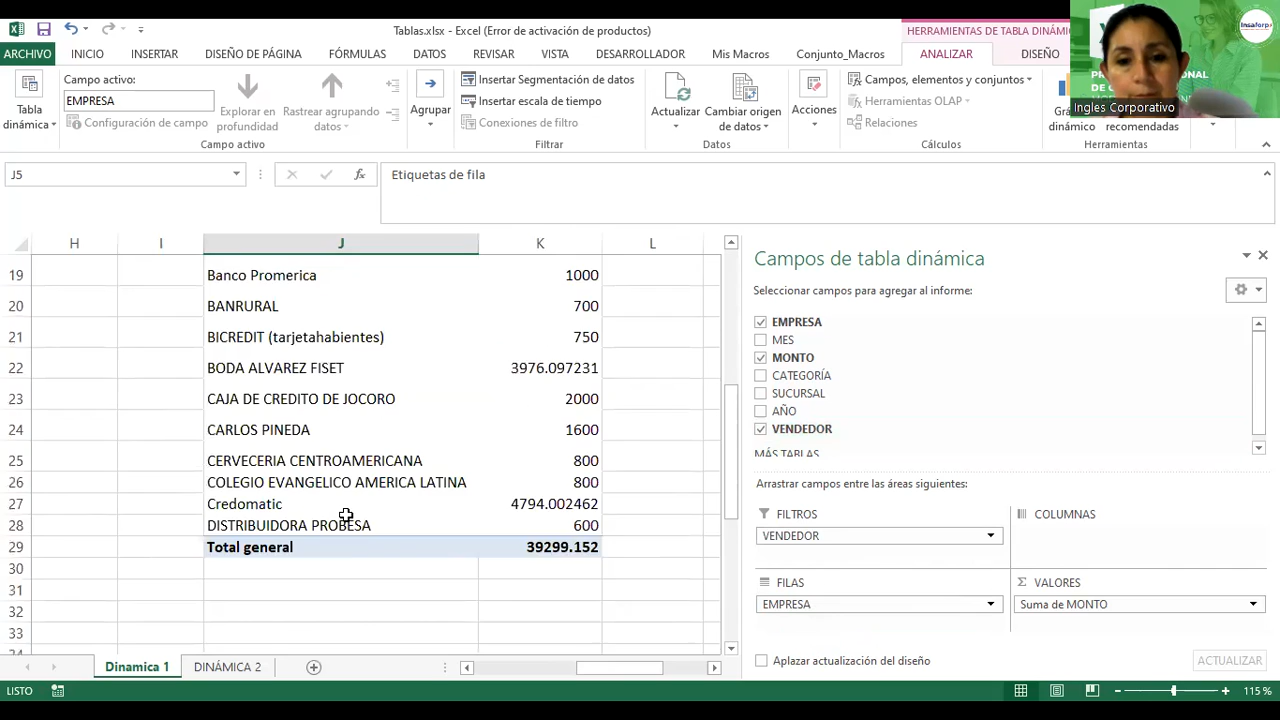 Tablas.xlsx - Excel (Error de activación de productos)
HERRAMIENTAS DE TABLA DINÁMI
ARCHIVO INICIO INSERTAR DISEÑO DE PÁGINA FÓRMULAS DATOS REVISAR VISTA DESARROLLADOR Mis Macros Conjunto_Macros ANALIZAR DISEÑO
Insaforp
Ingles Corporativo
Tabla dinámica
Campo activo:
EMPRESA
Configuración de campo
Explorar en profundidad
Rastrear agrupando datos
Campo activo
Agrupar
Insertar Segmentación de datos
Insertar escala de tiempo
Conexiones de filtro
Filtrar
Actualizar
Cambiar origen de datos
Datos
Acciones
Campos, elementos y conjuntos
Herramientas OLAP
Relaciones
Cálculos
dinámico recomendadas
Herramientas
J5
fx
Etiquetas de fila
H I J K L
19 Banco Promerica 1000
20 BANRURAL 700
21 BICREDIT (tarjetahabientes) 750
22 BODA ALVAREZ FISET 3976.097231
23 CAJA DE CREDITO DE JOCORO 2000
24 CARLOS PINEDA 1600
25 CERVECERIA CENTROAMERICANA 800
26 COLEGIO EVANGELICO AMERICA LATINA 800
27 Credomatic 4794.002462
28 DISTRIBUIDORA PROBESA 600
29 Total general 39299.152
30
31
32
33
Campos de tabla dinámica
Seleccionar campos para agregar al informe:
EMPRESA
MES
MONTO
CATEGORÍA
SUCURSAL
AÑO
VENDEDOR
MÁS TABLAS
Arrastrar campos entre las áreas siguientes:
FILTROS COLUMNAS
VENDEDOR
FILAS Σ VALORES
EMPRESA Suma de MONTO
Aplazar actualización del diseño ACTUALIZAR
Dinamica 1 DINÁMICA 2
LISTO 115 %